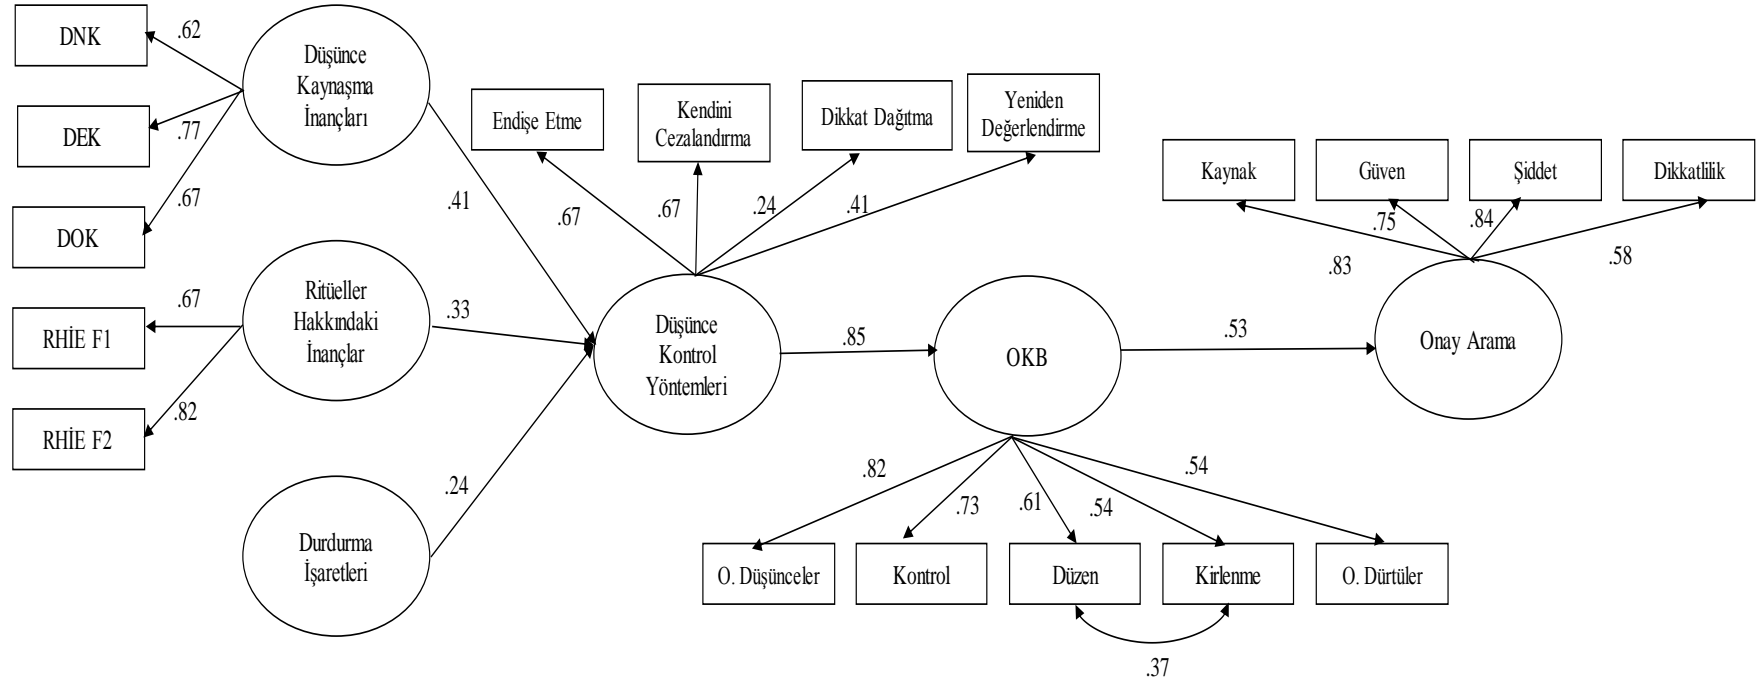 DNK
.62
DEK
.77
DOK
.67
Düşünce
Kaynaşma
İnançları
.41
RHİE F1
.67
RHİE F2
.82
Ritüeller
Hakkındaki
İnançlar
.33
Durdurma
İşaretleri
.24
Endişe Etme
.67
Kendini
Cezalandırma
.67
Dikkat Dağıtma
.24
Yeniden
Değerlendirme
.41
Düşünce
Kontrol
Yöntemleri
.85
OKB
.53
Onay Arama
Kaynak
.83
Güven
.75
Şiddet
.84
Dikkatlilik
.58
.82
.73
.61
.54
.54
O. Düşünceler
Kontrol
Düzen
Kirlenme
O. Dürtüler
.37